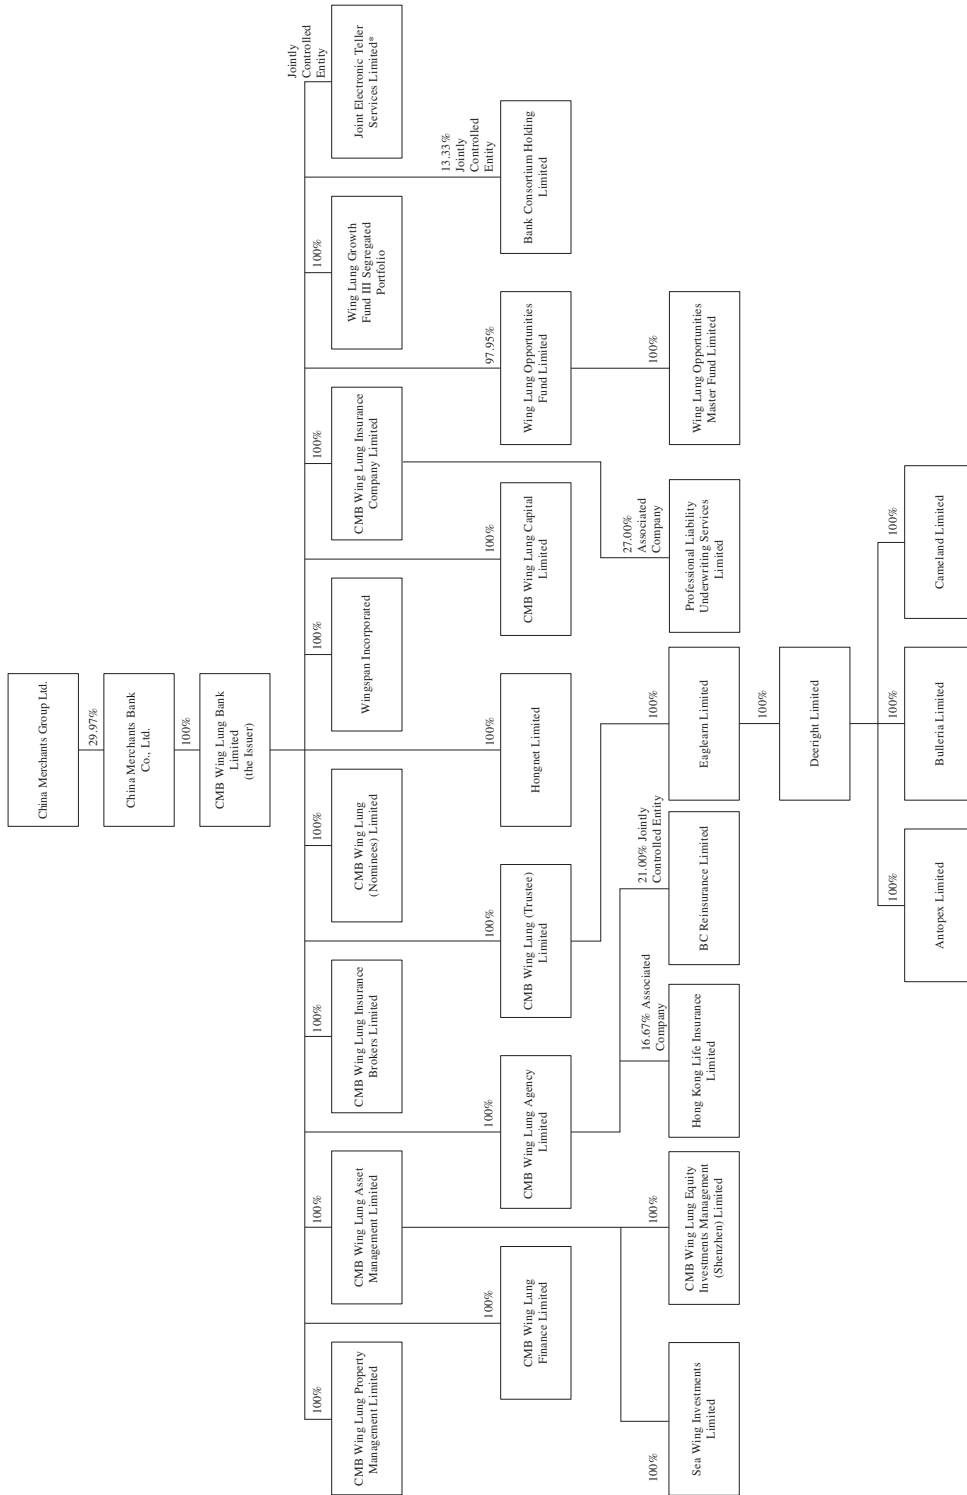 China Merchants Group Ltd.
29.97%
China Merchants Bank
Co., Ltd.
100%
CMB Wing Lung Bank
Limited
(the Issuer)
100%
CMB Wing Lung Property
Management Limited
100%
CMB Wing Lung Asset
Management Limited
100%
CMB Wing Lung Insurance
Brokers Limited
100%
CMB Wing Lung
(Nominees) Limited
100%
Wingspan Incorporated
100%
CMB Wing Lung Insurance
Company Limited
100%
Wing Lung Growth
Fund III Segregated
Portfolio
Jointly
Controlled
Entity
Joint Electronic Teller
Services Limited*
100%
CMB Wing Lung
Finance Limited
100%
CMB Wing Lung Agency
Limited
100%
CMB Wing Lung (Trustee)
Limited
100%
Hongnet Limited
100%
CMB Wing Lung Capital
Limited
97.95%
Wing Lung Opportunities
Fund Limited
13.33%
Jointly
Controlled
Entity
Bank Consortium Holding
Limited
100%
Sea Wing Investments
Limited
100%
CMB Wing Lung Equity
Investments Management
(Shenzhen) Limited
16.67% Associated
Company
Hong Kong Life Insurance
Limited
21.00% Jointly
Controlled Entity
BC Reinsurance Limited
100%
Eaglearn Limited
27.00%
Associated
Company
Professional Liability
Underwriting Services
Limited
100%
Wing Lung Opportunities
Master Fund Limited
100%
Deeright Limited
100%
Antopex Limited
100%
Bulleria Limited
100%
Cameland Limited